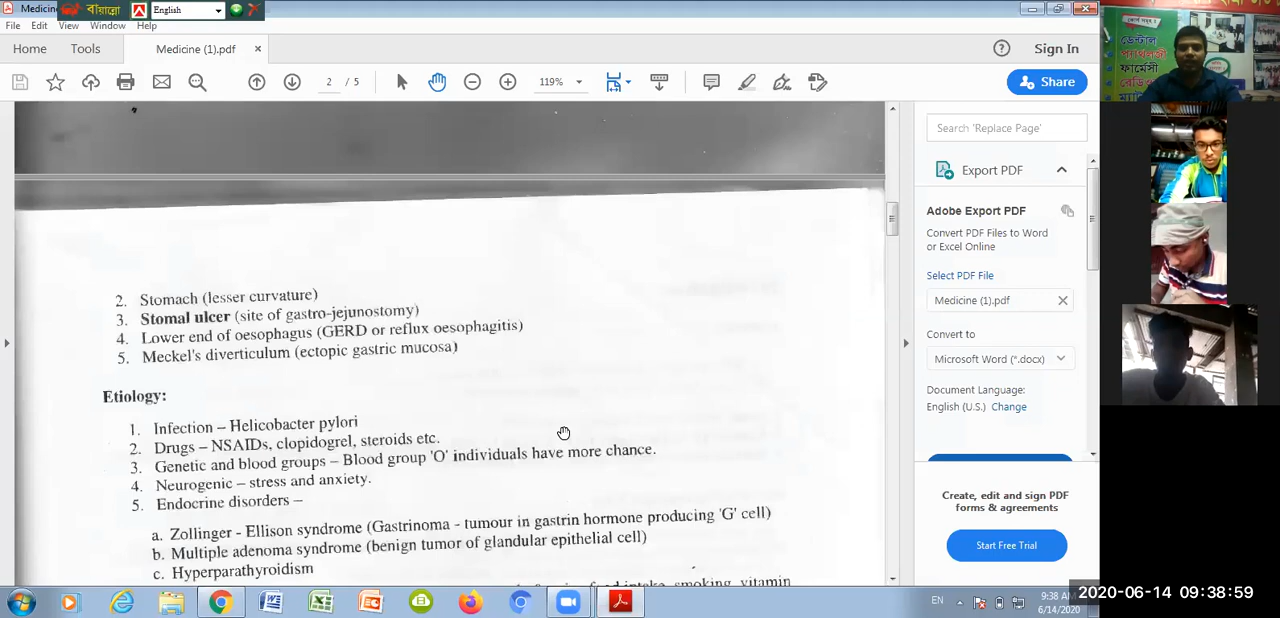 Medicine
বায়ান্নো
English
File Edit View Window Help
Home Tools Medicine (1).pdf × Sign In
2 / 5 119% Share
2. Stomach (lesser curvature)
3. Stomal ulcer (site of gastro-jejunostomy)
4. Lower end of oesophagus (GERD or reflux oesophagitis)
5. Meckel's diverticulum (ectopic gastric mucosa)
Etiology:
1. Infection – Helicobacter pylori
2. Drugs – NSAIDs, clopidogrel, steroids etc.
3. Genetic and blood groups – Blood group 'O' individuals have more chance.
4. Neurogenic – stress and anxiety.
5. Endocrine disorders –
a. Zollinger - Ellison syndrome (Gastrinoma - tumour in gastrin hormone producing 'G' cell)
b. Multiple adenoma syndrome (benign tumor of glandular epithelial cell)
c. Hyperparathyroidism
food intake, smoking, vitamin
Search 'Replace Page'
Export PDF
Adobe Export PDF
Convert PDF Files to Word
or Excel Online
Select PDF File
Medicine (1).pdf
Convert to
Microsoft Word (*.docx)
Document Language:
English (U.S.) Change
Create, edit and sign PDF
forms & agreements
Start Free Trial
ডেন্টাল
প্যাথলজী
ফার্মেসী
EN
9:38 AM
6/14/2020
2020-06-14 09:38:59